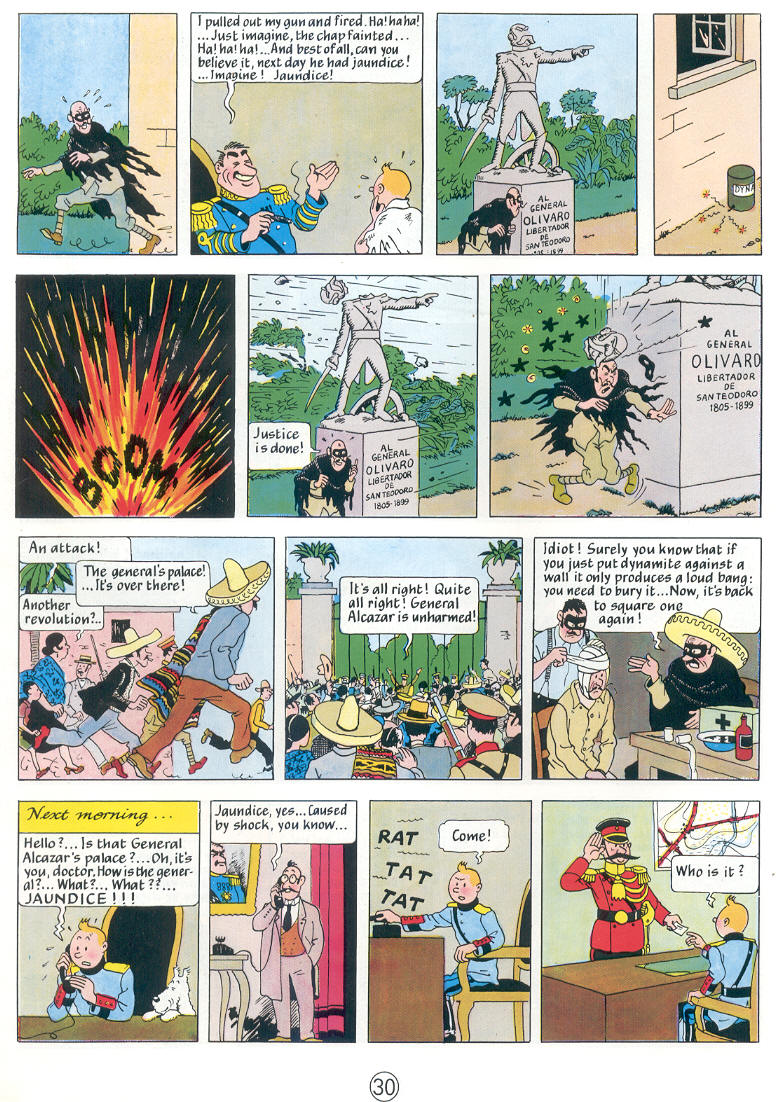 I pulled out my gun and fired. Ha! haha!
...Just imagine, the chap fainted...
Ha! ha! ha!...And best of all, can you
believe it, next day he had jaundice!
...Imagine! Jaundice!
AL
GENERAL
OLIVARO
LIBERTADOR
DE
SAN TEODORO
1805-1899
DYNA
BOOM
Justice
is done!
AL
GENERAL
OLIVARO
LIBERTADOR
DE
SAN TEODORO
1805-1899
AL
GENERAL
OLIVARO
LIBERTADOR
DE
SAN TEODORO
1805-1899
An attack!
The general's palace!
...It's over there!
Another
revolution?..
It's all right! Quite
all right! General
Alcazar is unharmed!
Idiot! Surely you know that if
you just put dynamite against a
wall it only produces a loud bang:
you need to bury it...Now, it's back
to square one
again!
Next morning...
Hello?... Is that General
Alcazar's palace?...Oh, it's
you, doctor. How is the gener-
al?... What?... What??...
JAUNDICE!!!
Jaundice, yes...Caused
by shock, you know...
RAT
TAT
TAT
Come!
Who is it?
30